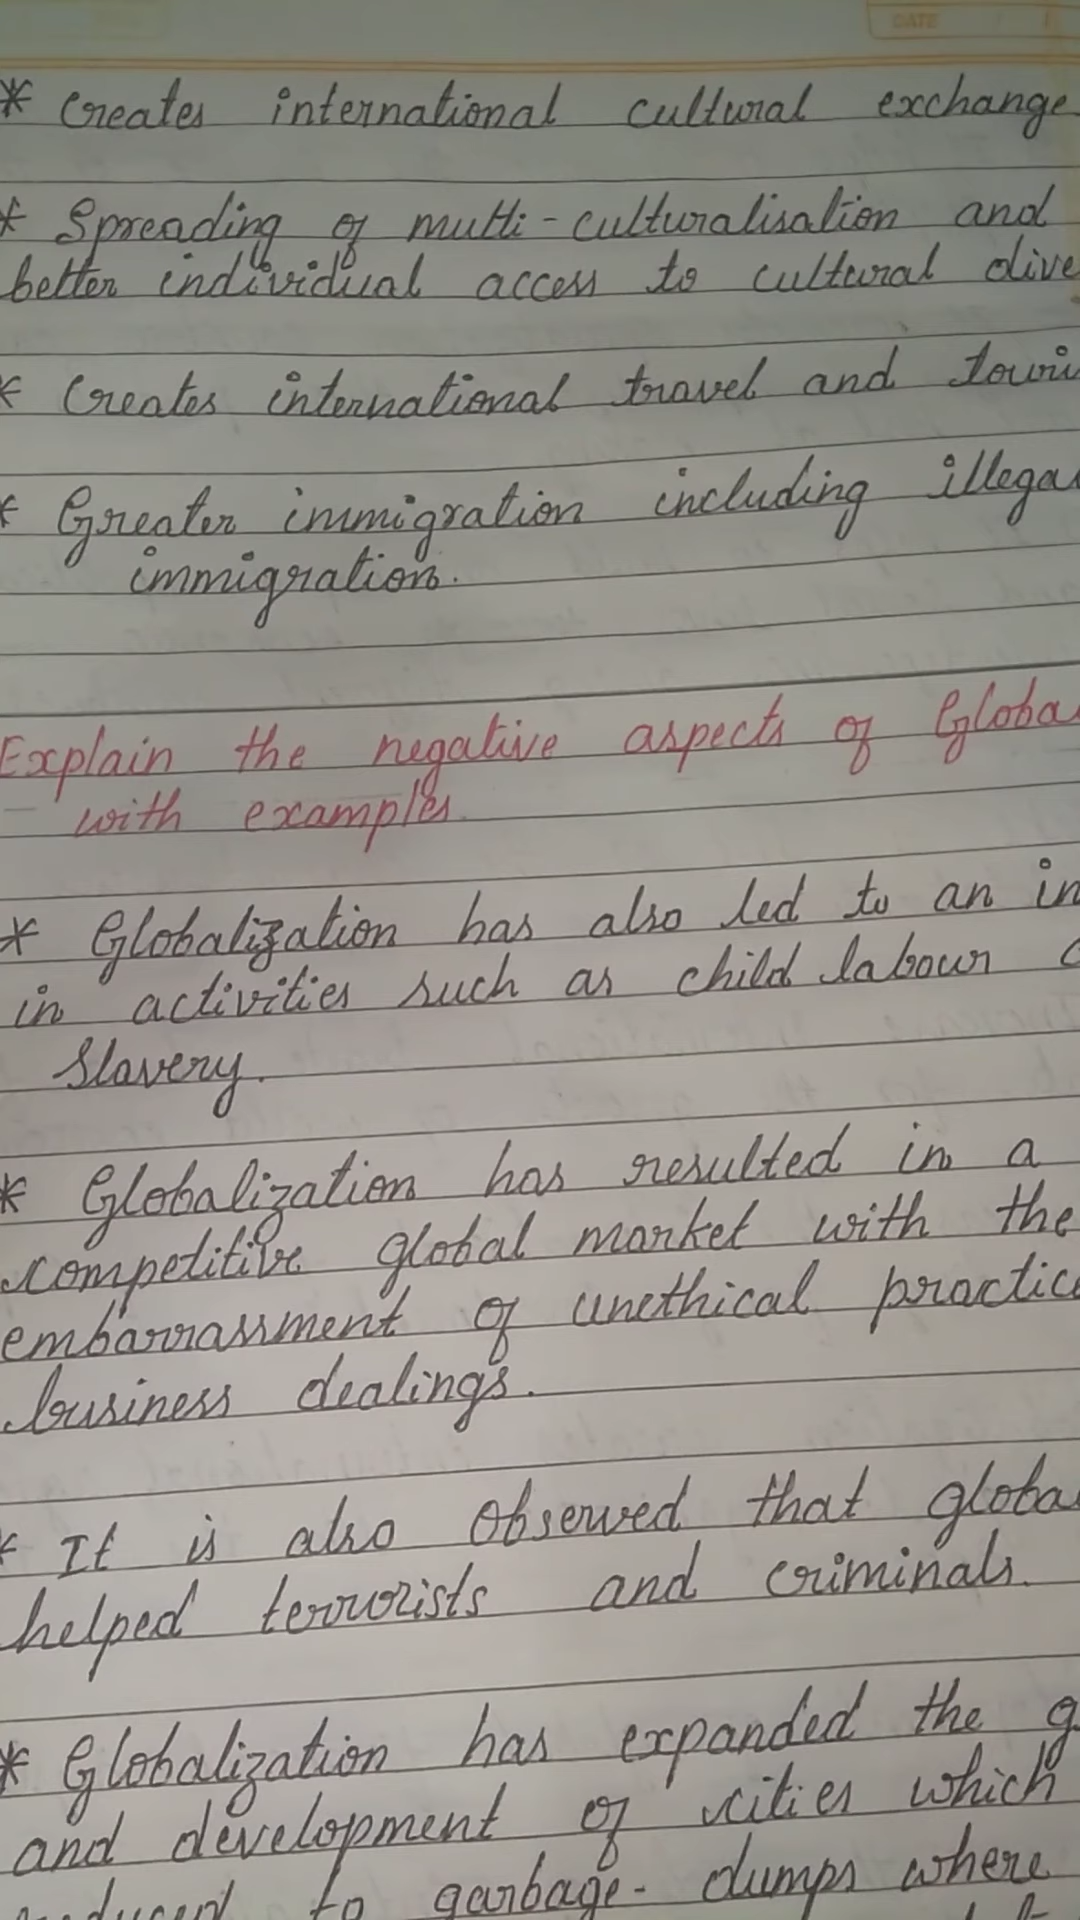 DATE
* Creates international cultural exchange
* Spreading of multi-culturalisation and
better individual access to cultural dive
* Creates international travel and touri
* Greater immigration including illega
immigration.
Explain the negative aspects of Globa
with examples.
* Globalization has also led to an in
in activities such as child labour
Slavery.
* Globalization has resulted in a
competitive global market with the
embarrassment of unethical practic
business dealings.
* It is also Observed that globa
helped terrorists and criminals.
* Globalization has expanded the g
and development of cities which
to garbage- dumps where